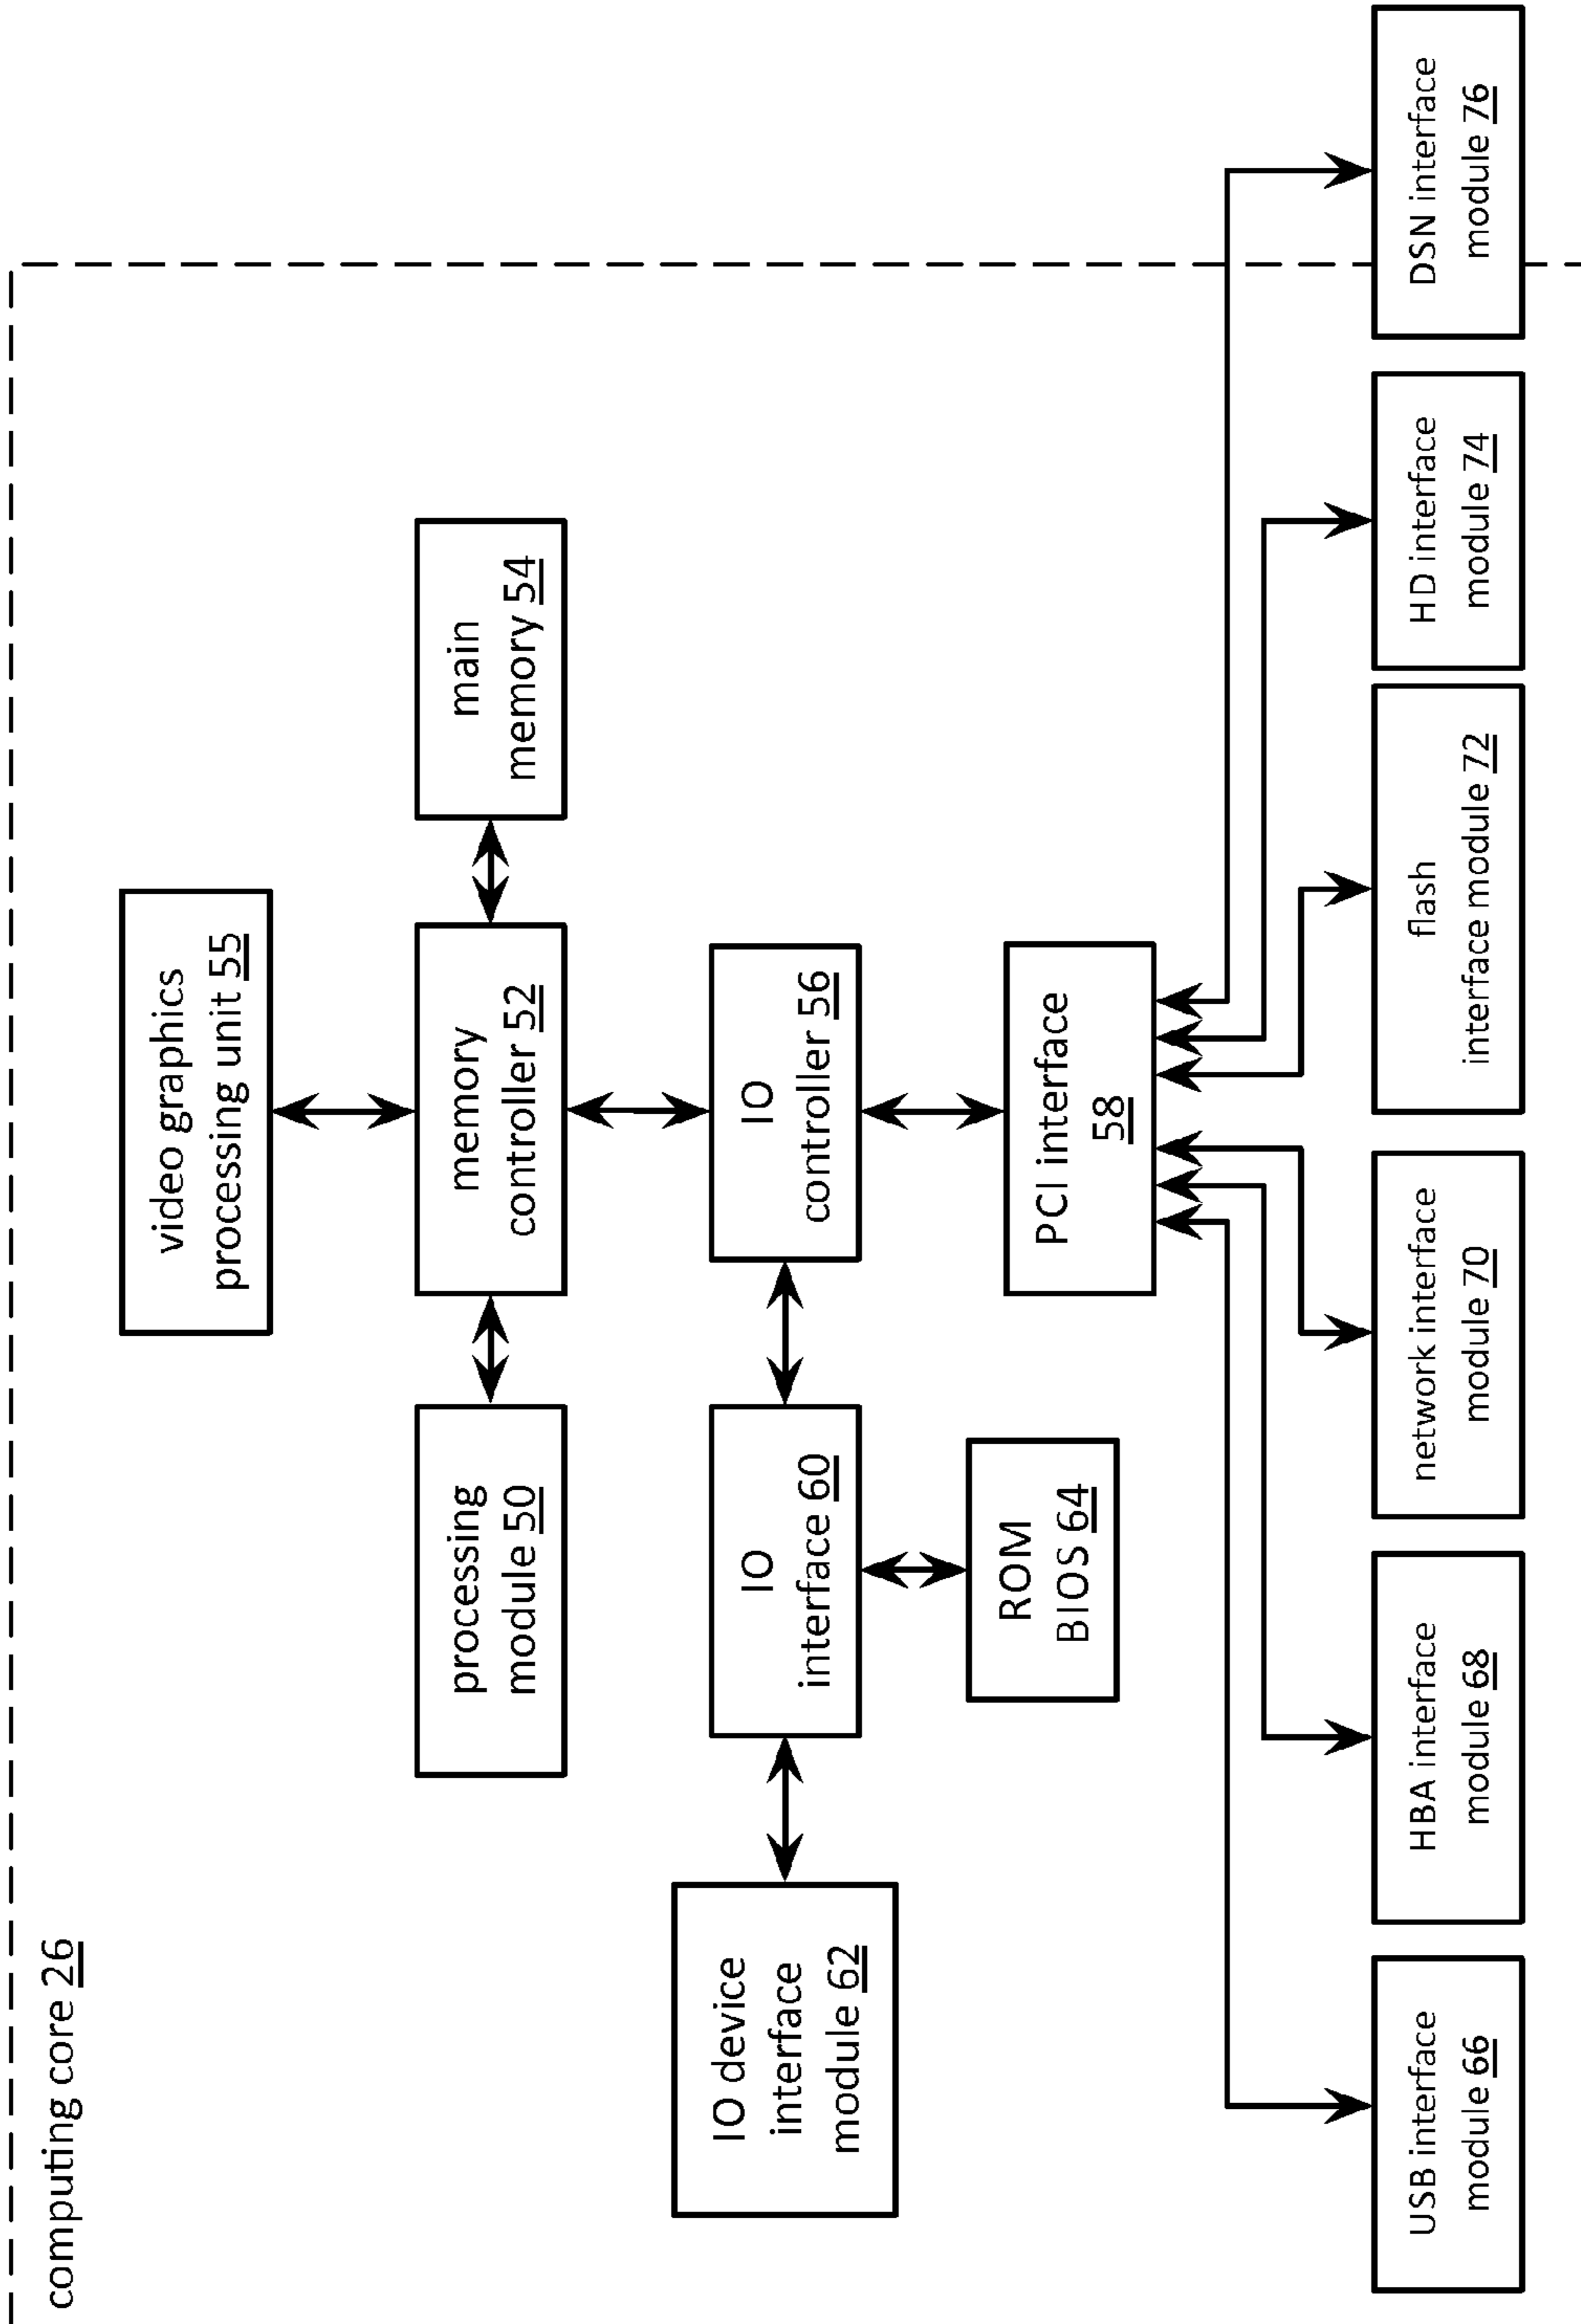 computing core 26
video graphics
processing unit 55
processing
module 50
memory
controller 52
main
memory 54
IO device
interface
module 62
IO
interface 60
IO
controller 56
ROM
BIOS 64
PCI interface
58
USB interface
module 66
HBA interface
module 68
network interface
module 70
flash
interface module 72
HD interface
module 74
DSN interface
module 76